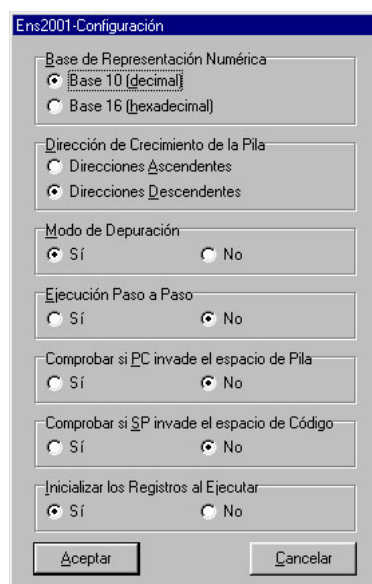 Ens2001-Configuración
Base de Representación Numérica
Base 10 (decimal)
Base 16 (hexadecimal)
Dirección de Crecimiento de la Pila
Direcciones Ascendentes
Direcciones Descendentes
Modo de Depuración
Sí No
Ejecución Paso a Paso
Sí No
Comprobar si PC invade el espacio de Pila
Sí No
Comprobar si SP invade el espacio de Código
Sí No
Inicializar los Registros al Ejecutar
Sí No
Aceptar Cancelar